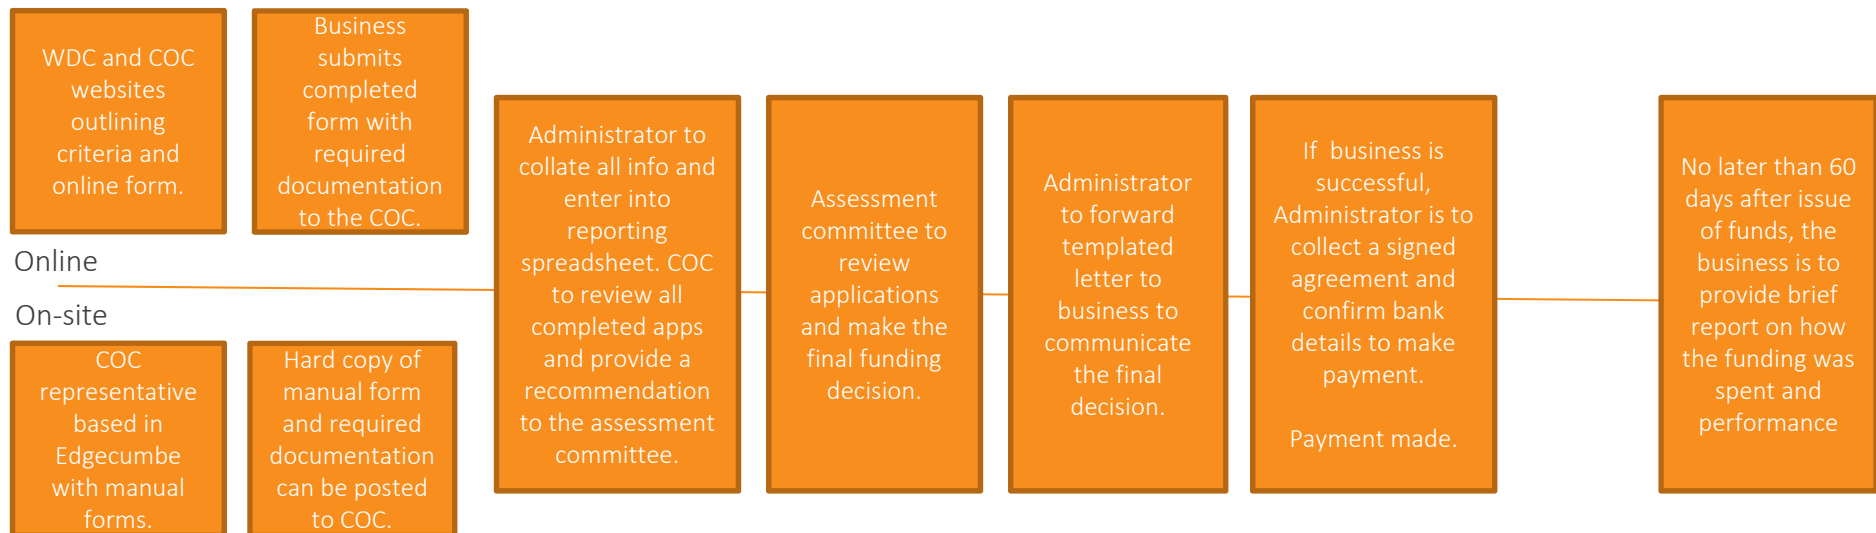 WDC and COC
websites
outlining
criteria and
online form.
Business
submits
completed
form with
required
documentation
to the COC.
Online
On-site
COC
representative
based in
Edgecumbe
with manual
forms.
Hard copy of
manual form
and required
documentation
can be posted
to COC.
Administrator to
collate all info and
enter into
reporting
spreadsheet. COC
to review all
completed apps
and provide a
recommendation
to the assessment
committee.
Assessment
committee to
review
applications
and make the
final funding
decision.
Administrator
to forward
templated
letter to
business to
communicate
the final
decision.
If business is
successful,
Administrator is to
collect a signed
agreement and
confirm bank
details to make
payment.
Payment made.
No later than 60
days after issue
of funds, the
business is to
provide brief
report on how
the funding was
spent and
performance